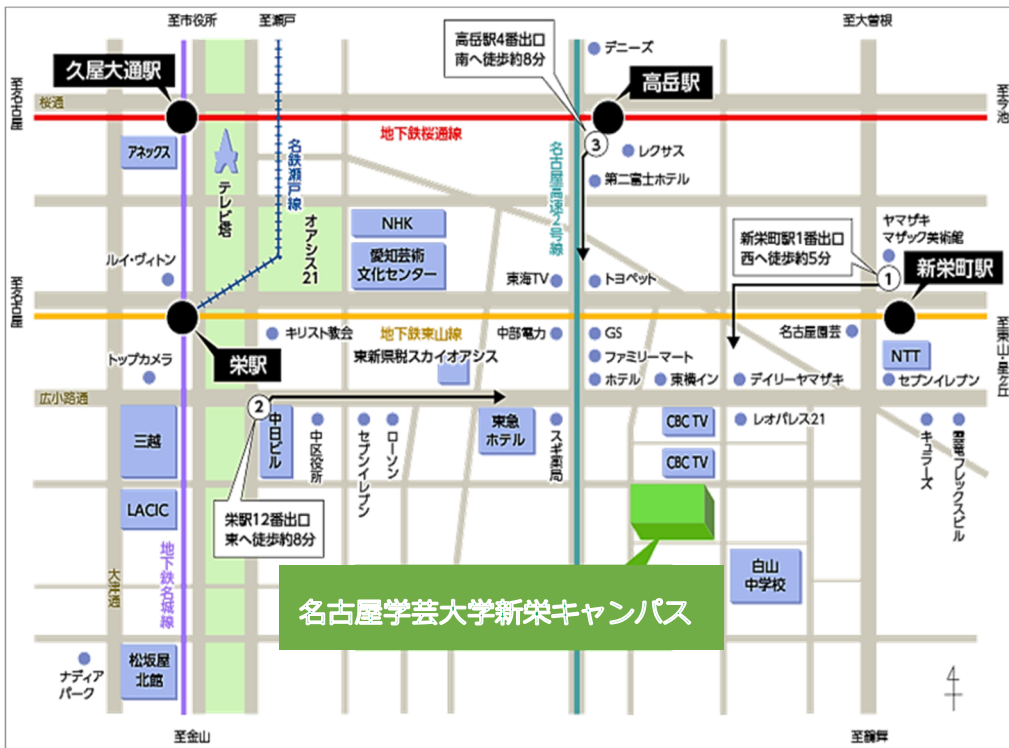 至市役所
至瀬戸
至大曽根
高岳駅4番出口
南へ徒歩約8分
デニーズ
久屋大通駅
高岳駅
至名古屋
桜通
至今池
地下鉄桜通線
アネックス
テレビ塔
名鉄瀬戸線
オアシス21
NHK
愛知芸術
文化センター
名古屋高速2号線
3
レクサス
第二富士ホテル
新栄町駅1番出口
西へ徒歩約5分
ヤマザキ
マザック美術館
1
新栄町駅
ルイ・ヴィトン
東海TV
トヨペット
至名古屋
栄駅
キリスト教会
地下鉄東山線
中部電力
GS
名古屋園芸
至東山・星ヶ丘
トップカメラ
東新県税スカイオアシス
ファミリーマート
NTT
ホテル
東横イン
デイリーヤマザキ
セブンイレブン
広小路通
2
三越
中日ビル
中区役所
セブンイレブン
ローソン
東急
ホテル
スギ薬局
CBC TV
レオパレス21
キュラーズ
CBC TV
LACIC
栄駅12番出口
東へ徒歩約8分
地下鉄名城線
白山
中学校
名古屋学芸大学新栄キャンパス
ナディア
パーク
松坂屋
北館
4
至金山
至鶴舞